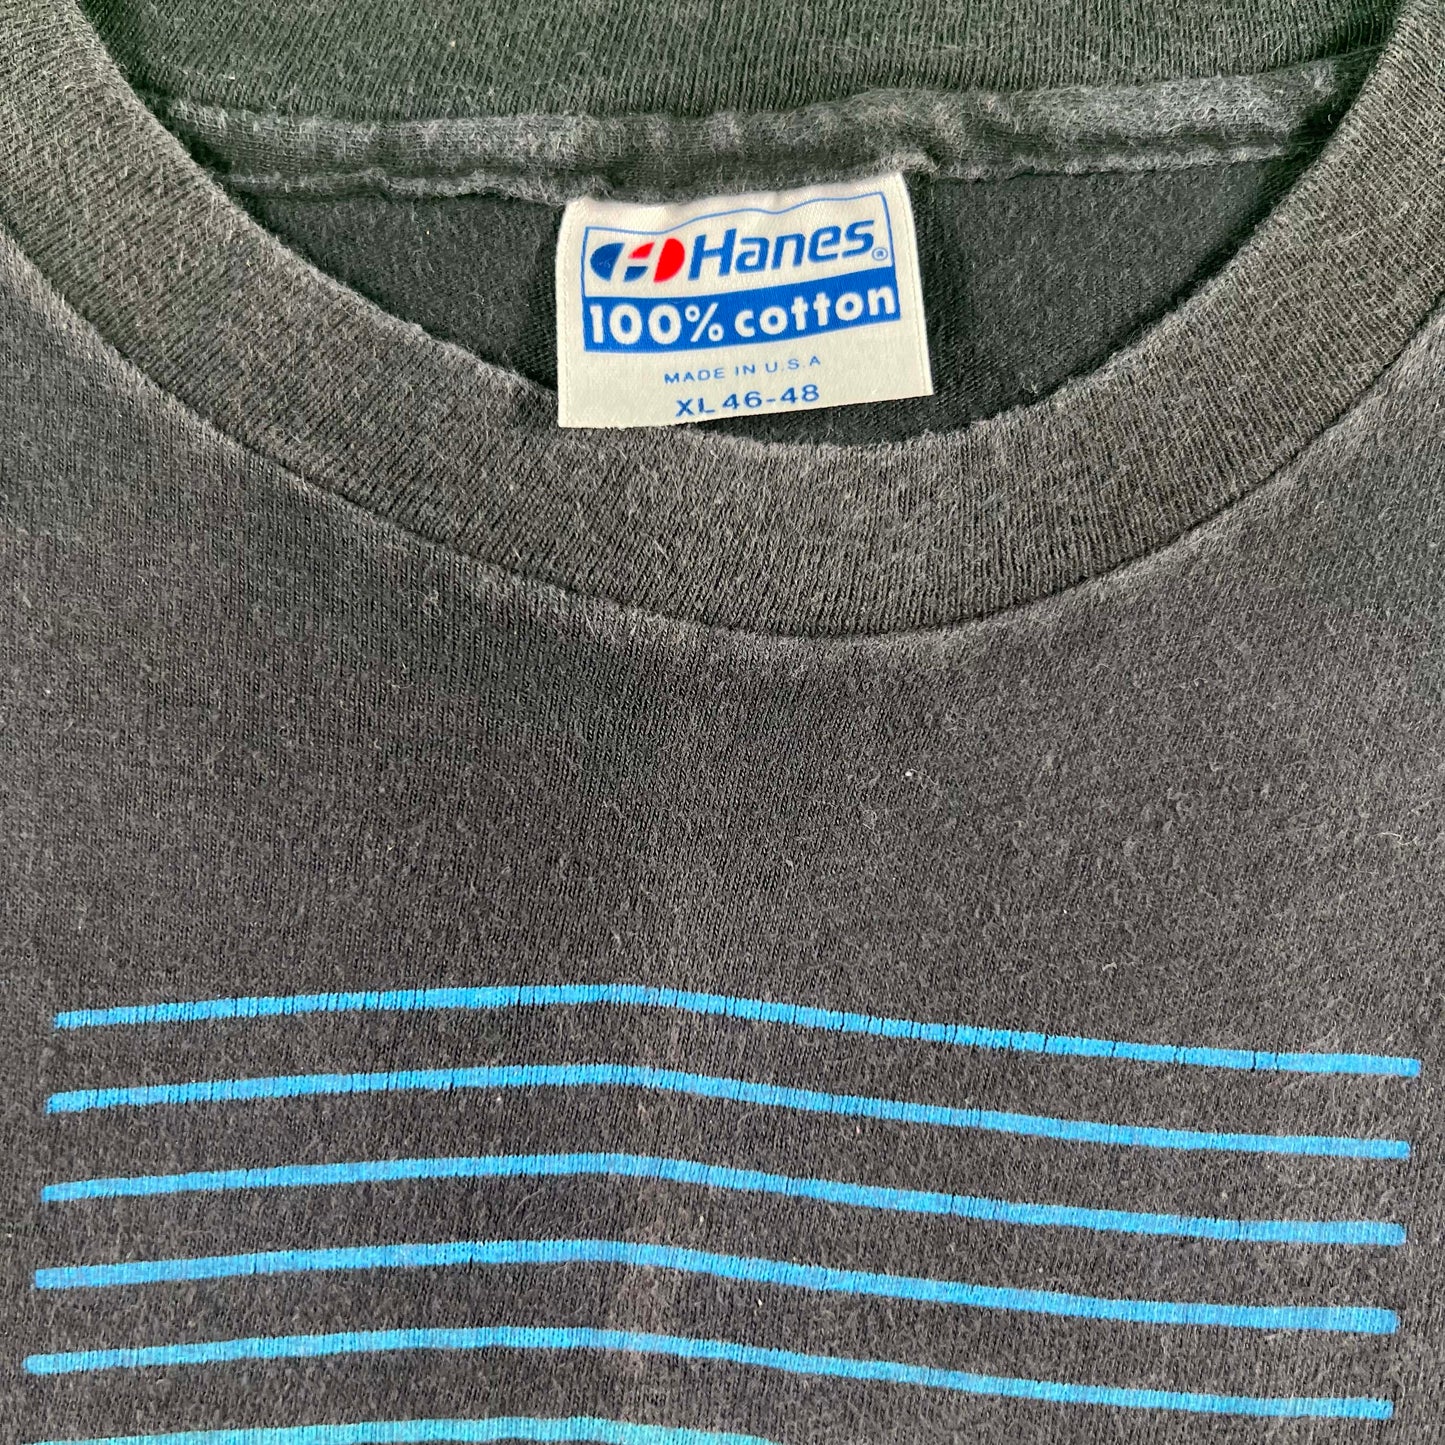 Hanes®
100% cotton
MADE IN U.S.A
XL 46-48